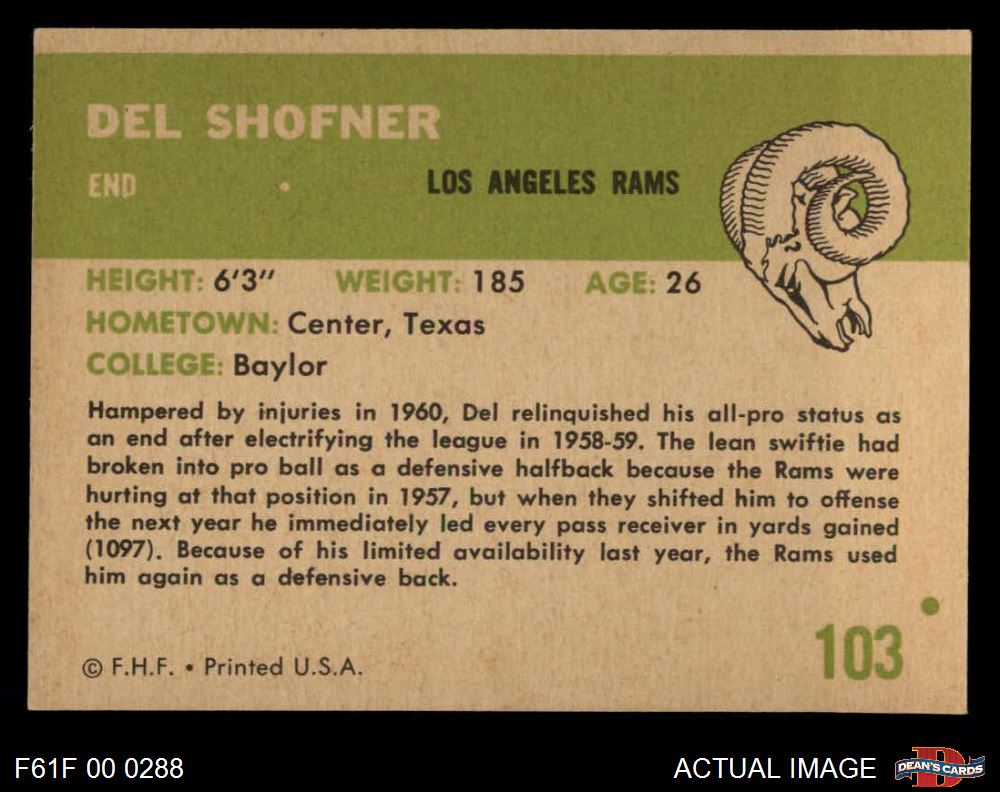 DEL SHOFNER
END LOS ANGELES RAMS
HEIGHT: 6'3" WEIGHT: 185 AGE: 26
HOMETOWN: Center, Texas
COLLEGE: Baylor
Hampered by injuries in 1960, Del relinquished his all-pro status as
an end after electrifying the league in 1958-59. The lean swiftie had
broken into pro ball as a defensive halfback because the Rams were
hurting at that position in 1957, but when they shifted him to offense
the next year he immediately led every pass receiver in yards gained
(1097). Because of his limited availability last year, the Rams used
him again as a defensive back.
© F.H.F. • Printed U.S.A.
103
F61F 00 0288
ACTUAL IMAGE
DEAN'S CARDS